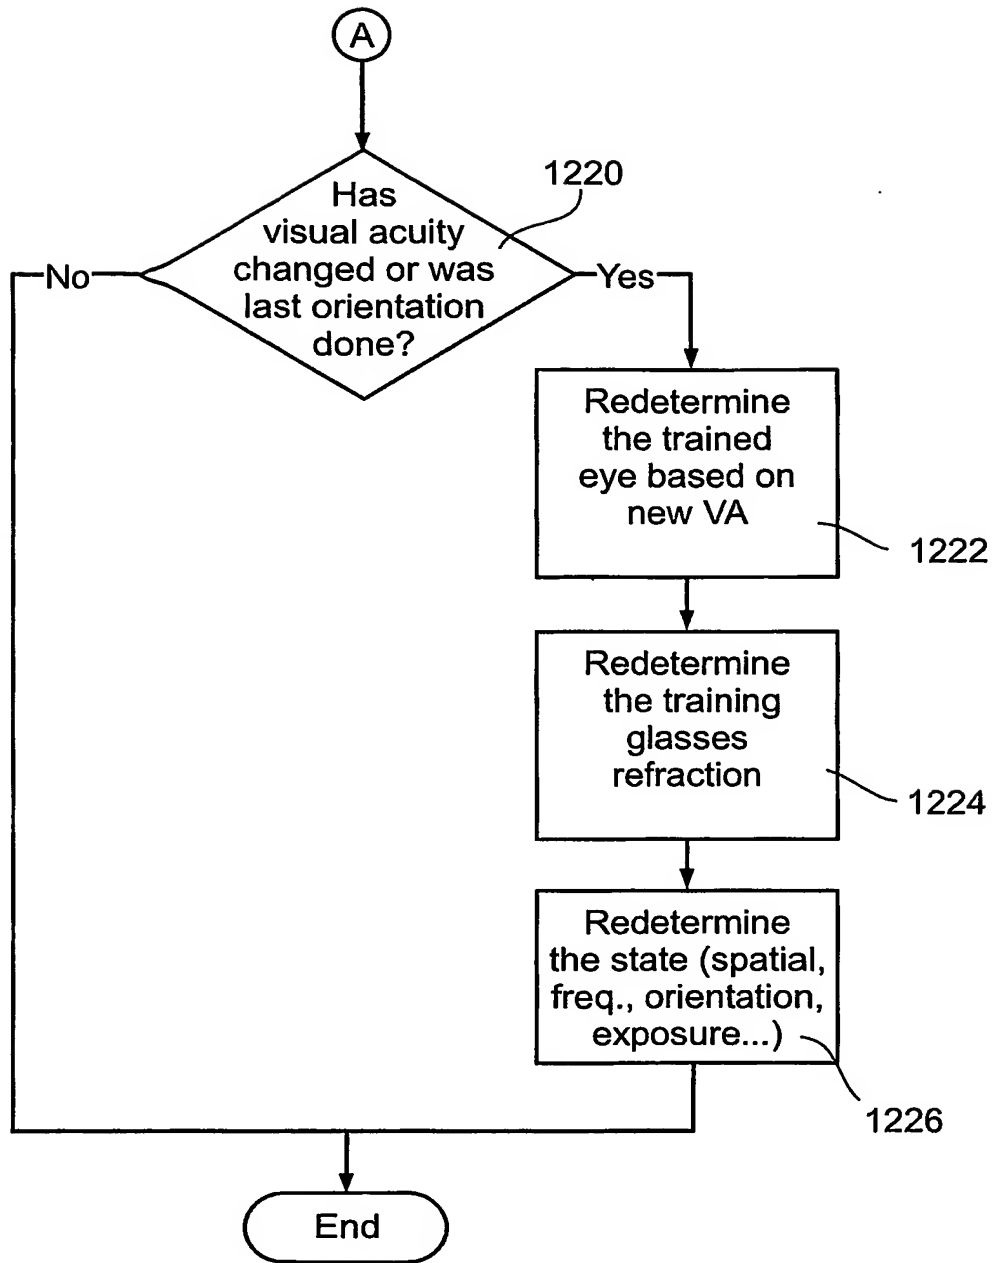 A
1220
Has
visual acuity
changed or was
last orientation
done?
No
Yes
Redetermine
the trained
eye based on
new VA
1222
Redetermine
the training
glasses
refraction
1224
Redetermine
the state (spatial,
freq., orientation,
exposure...)
1226
End